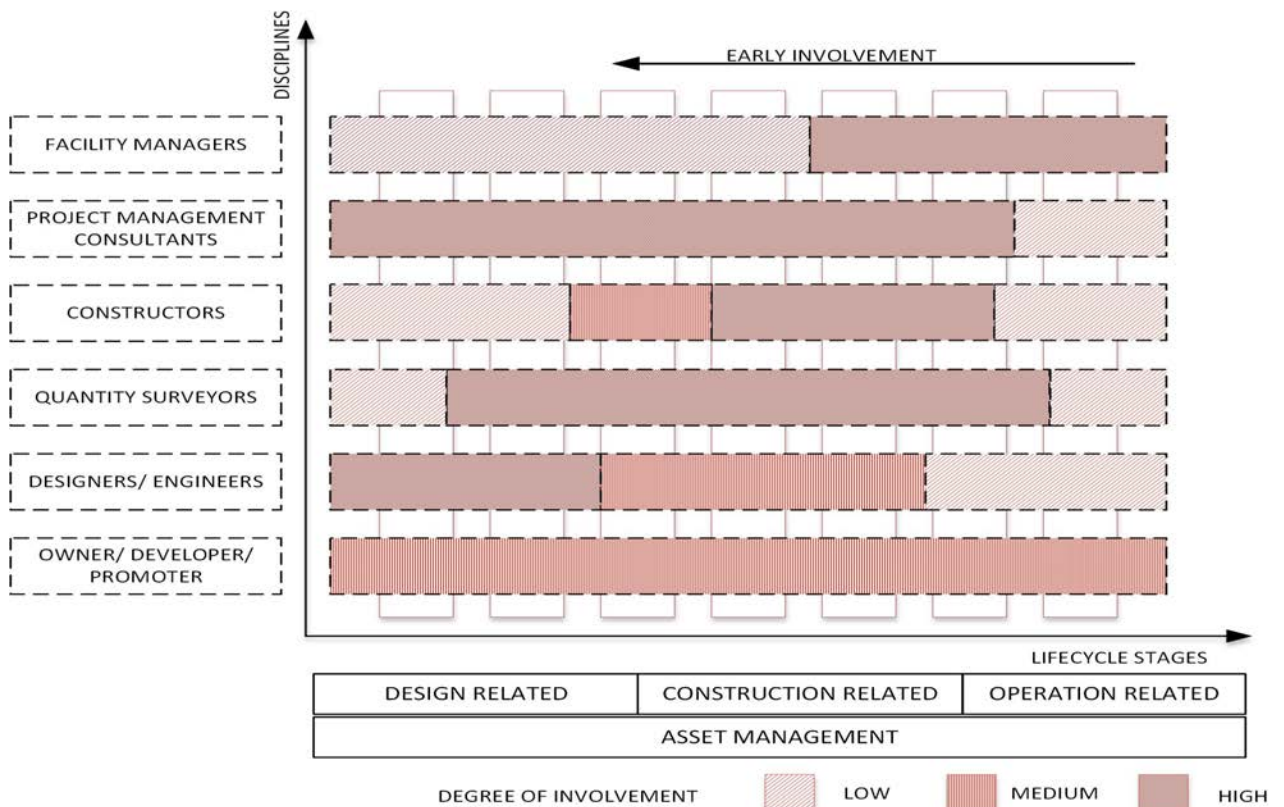 DISCIPLINES
EARLY INVOLVEMENT
FACILITY MANAGERS
PROJECT MANAGEMENT
CONSULTANTS
CONSTRUCTORS
QUANTITY SURVEYORS
DESIGNERS/ ENGINEERS
OWNER/ DEVELOPER/
PROMOTER
LIFECYCLE STAGES
DESIGN RELATED
CONSTRUCTION RELATED
OPERATION RELATED
ASSET MANAGEMENT
DEGREE OF INVOLVEMENT
LOW
MEDIUM
HIGH